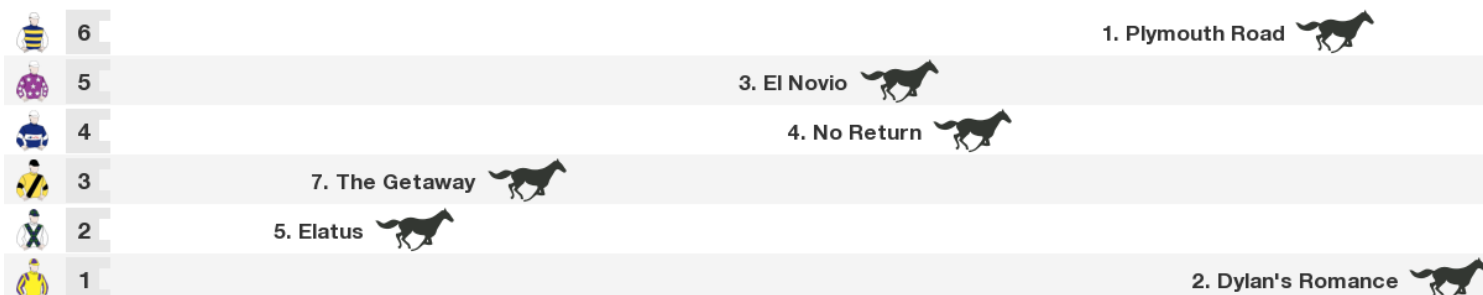 6 1. Plymouth Road
5 3. El Novio
4 4. No Return
3 7. The Getaway
2 5. Elatus
1 2. Dylan's Romance